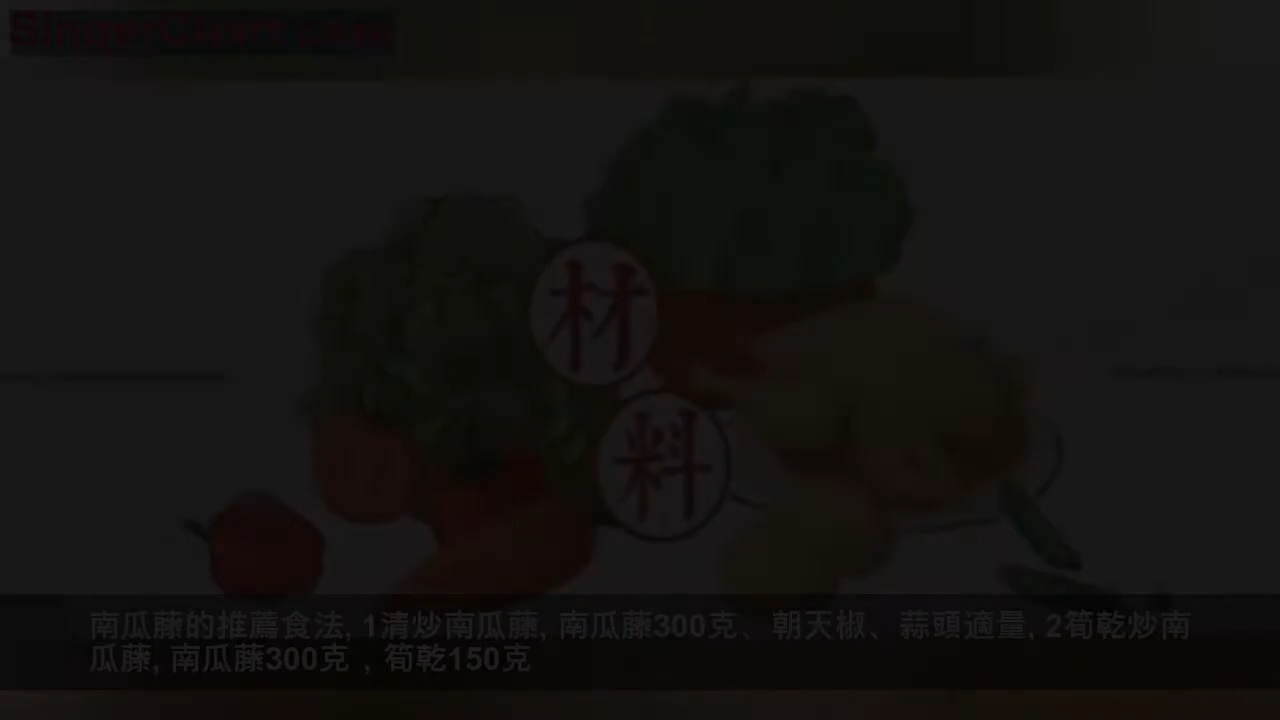 SingerChart.com
材
料
南瓜藤的推薦食法, 1清炒南瓜藤, 南瓜藤300克、朝天椒、蒜頭適量, 2筍乾炒南
瓜藤, 南瓜藤300克，筍乾150克